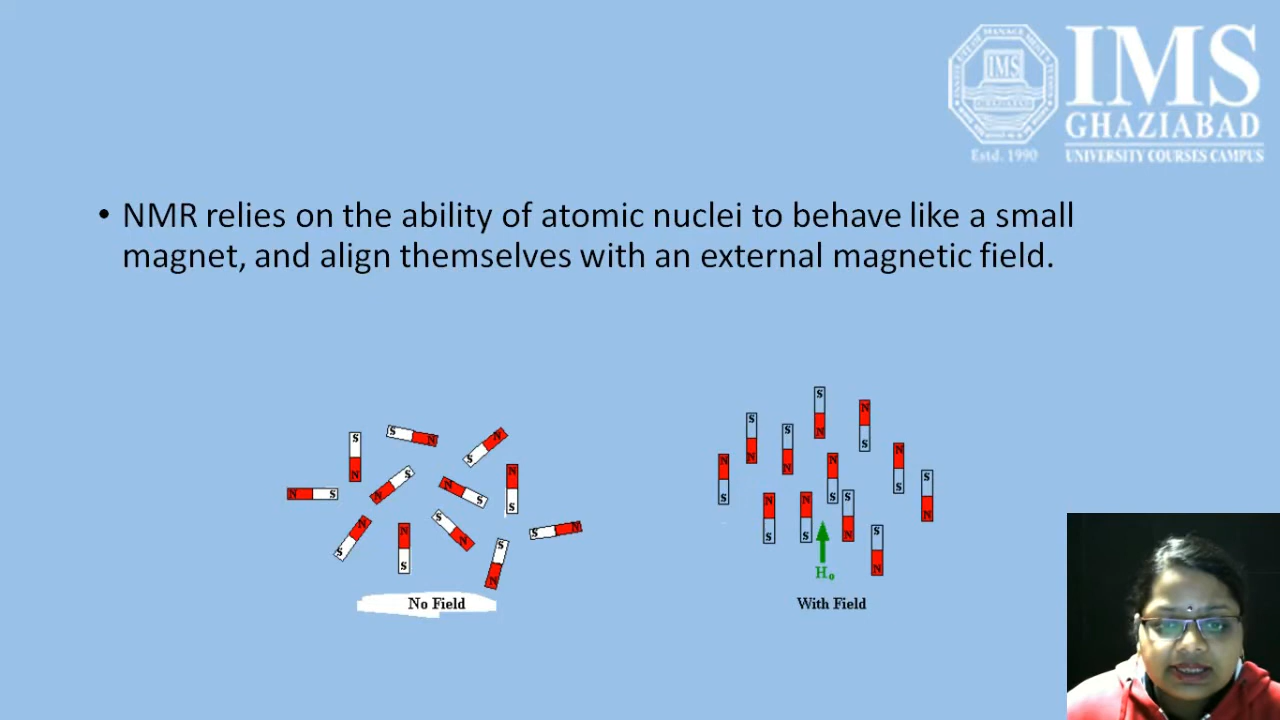 IMS
GHAZIABAD
Estd. 1990
UNIVERSITY COURSES CAMPUS
• NMR relies on the ability of atomic nuclei to behave like a small
magnet, and align themselves with an external magnetic field.
H₀
No Field
With Field